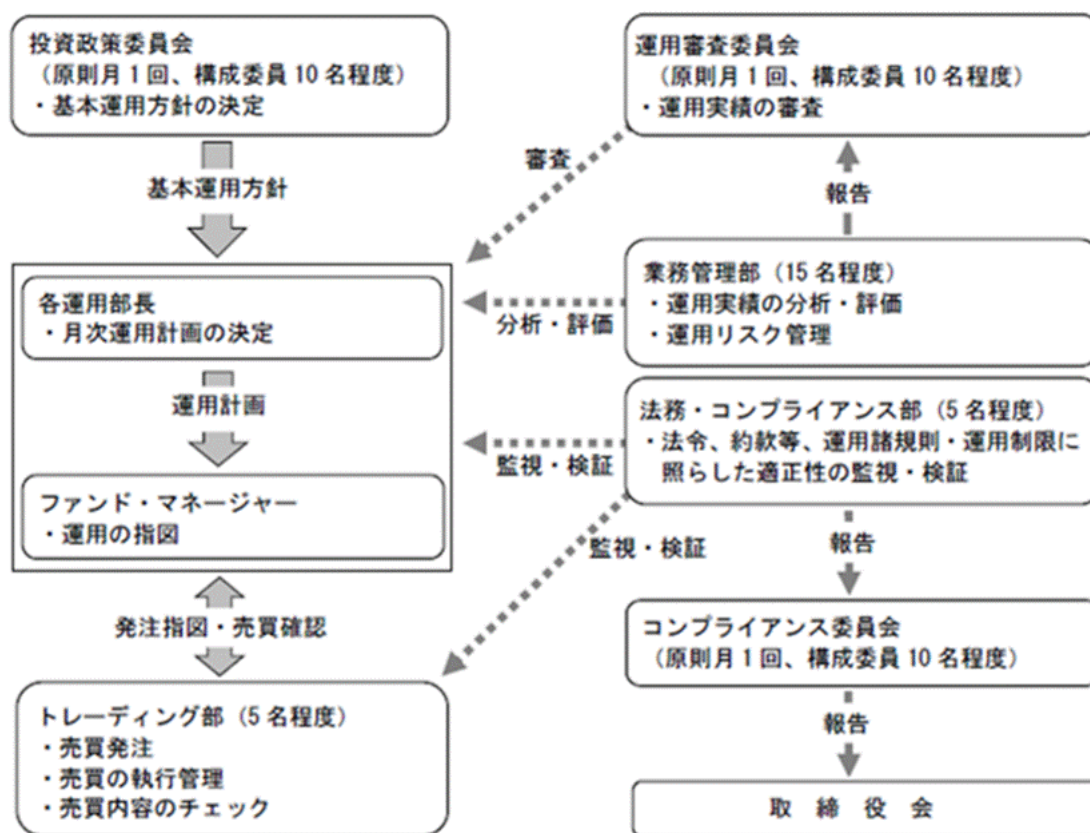 投資政策委員会
（原則月1回、構成委員10名程度）
・基本運用方針の決定
基本運用方針
各運用部長
・月次運用計画の決定
運用計画
ファンド・マネージャー
・運用の指図
発注指図・売買確認
トレーディング部（5名程度）
・売買発注
・売買の執行管理
・売買内容のチェック
運用審査委員会
（原則月1回、構成委員10名程度）
・運用実績の審査
審査
報告
業務管理部（15名程度）
・運用実績の分析・評価
・運用リスク管理
分析・評価
法務・コンプライアンス部（5名程度）
・法令、約款等、運用諸規則・運用制限に
照らした適正性の監視・検証
監視・検証
監視・検証
報告
コンプライアンス委員会
（原則月1回、構成委員10名程度）
報告
取締役会